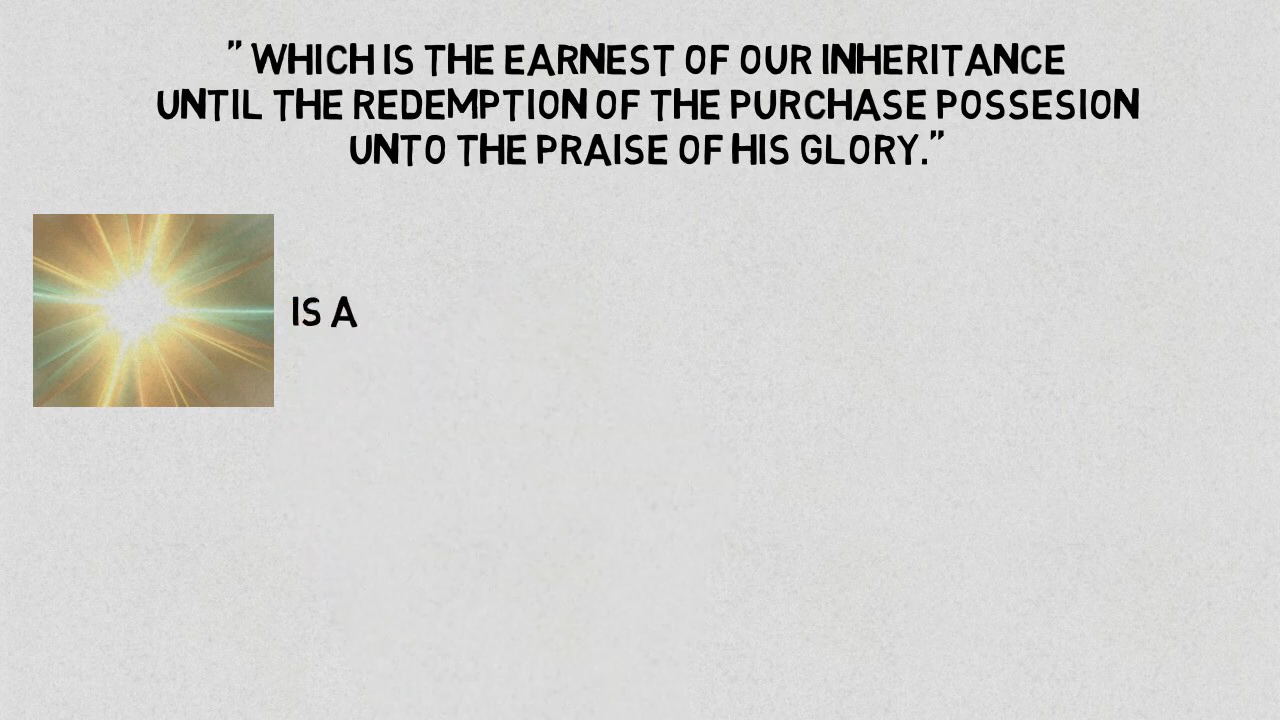 " WHICH IS THE EARNEST OF OUR INHERITANCE
UNTIL THE REDEMPTION OF THE PURCHASE POSSESION
UNTO THE PRAISE OF HIS GLORY."
IS A